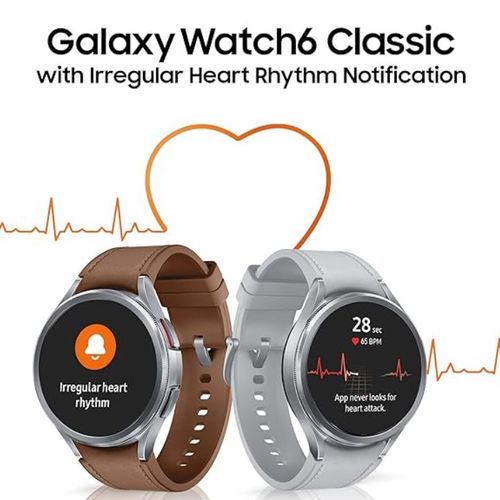 Galaxy Watch6 Classic
with Irregular Heart Rhythm Notification
Irregular heart
rhythm
28 sec
65 BPM
App never looks for
heart attack.